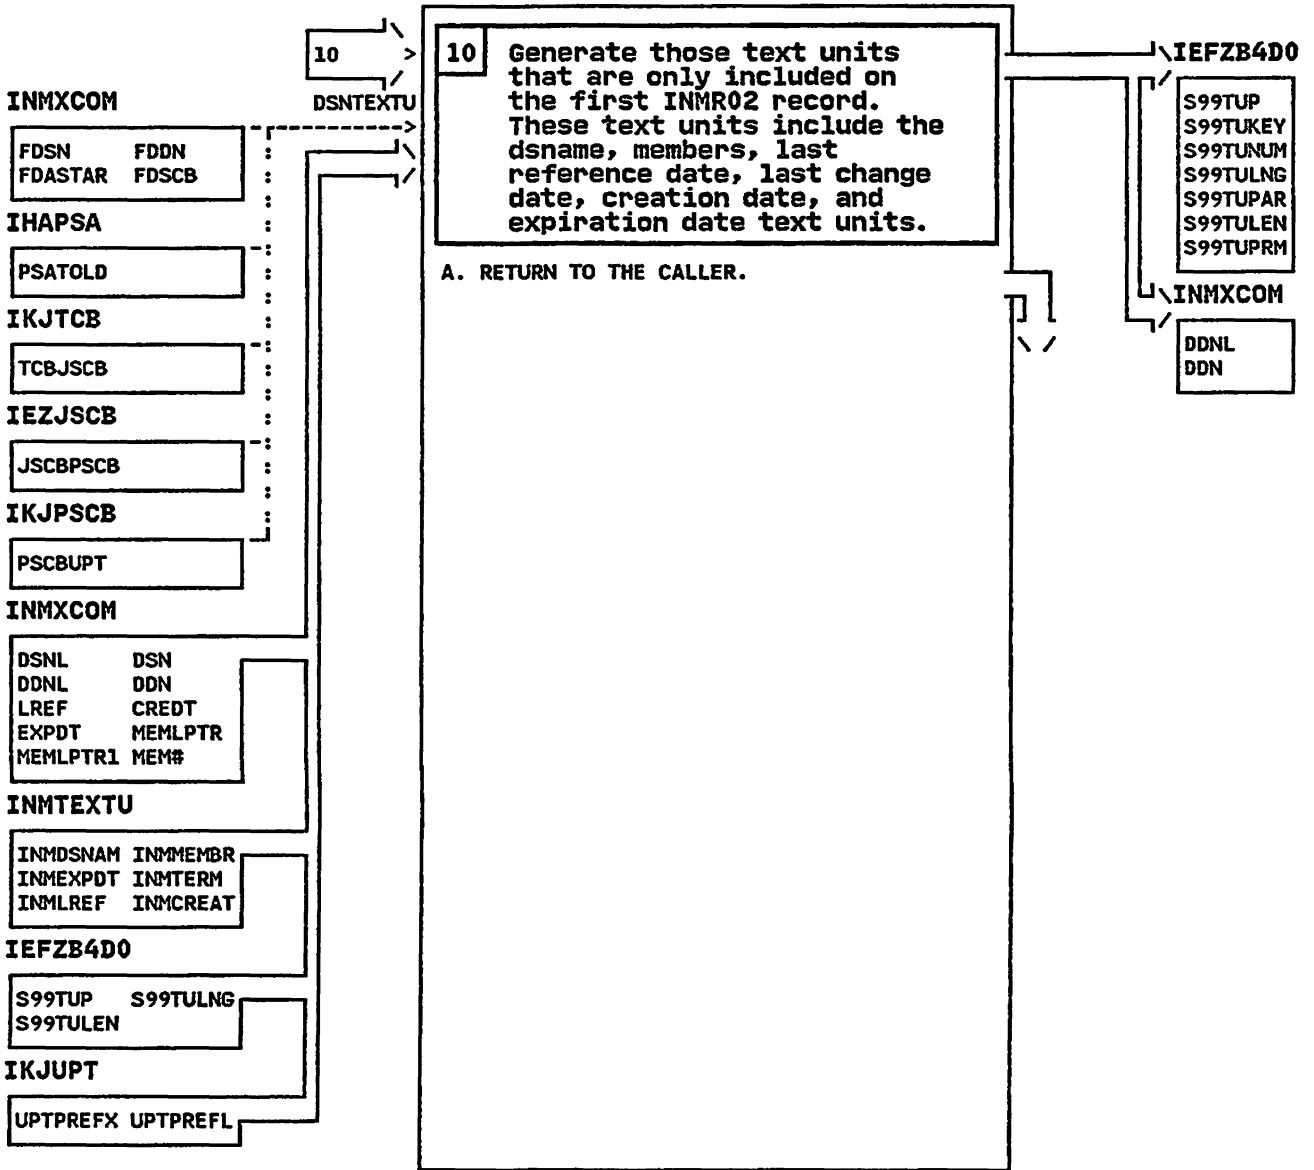 10
DSNTEXTU
INMXCOM
FDSN FDDN
FDASTAR FDSCB
IHAPSA
PSATOLD
IKJTCB
TCBJSCB
IEZJSCB
JSCBPSCB
IKJPSCB
PSCBUPT
INMXCOM
DSNL DSN
DDNL DDN
LREF CREDT
EXPDT MEMLPTR
MEMLPTR1 MEM#
INMTEXTU
INMDSNAM INMMEMBR
INMEXPDT INMTERM
INMLREF INMCREAT
IEFZB4D0
S99TUP S99TULNG
S99TULEN
IKJUPT
UPTPREFX UPTPREFL
10 Generate those text units
that are only included on
the first INMR02 record.
These text units include the
dsname, members, last
reference date, last change
date, creation date, and
expiration date text units.
A. RETURN TO THE CALLER.
IEFZB4D0
S99TUP
S99TUKEY
S99TUNUM
S99TULNG
S99TUPAR
S99TULEN
S99TUPRM
INMXCOM
DDNL
DDN